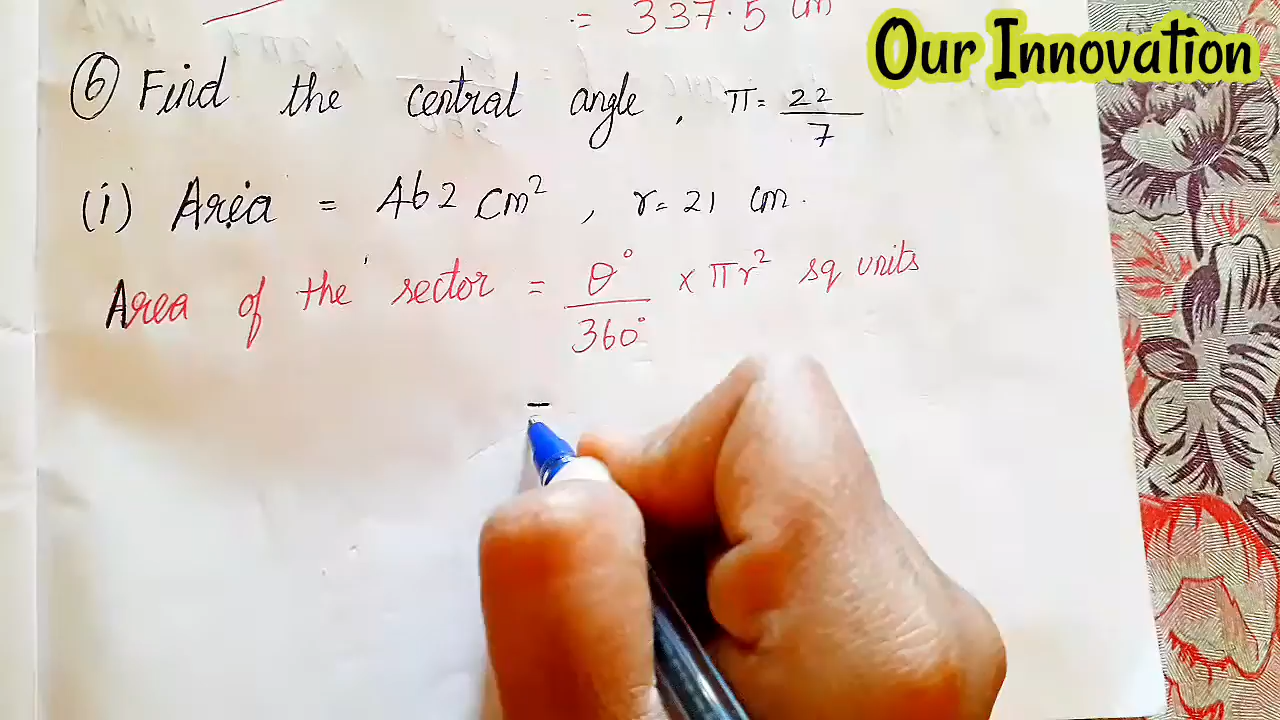 = 337.5 cm
Our Innovation
⑥ Find the central angle, π = 22/7
(i) Area = 462 cm², r = 21 cm.
Area of the sector = θ°/360° × πr² sq units